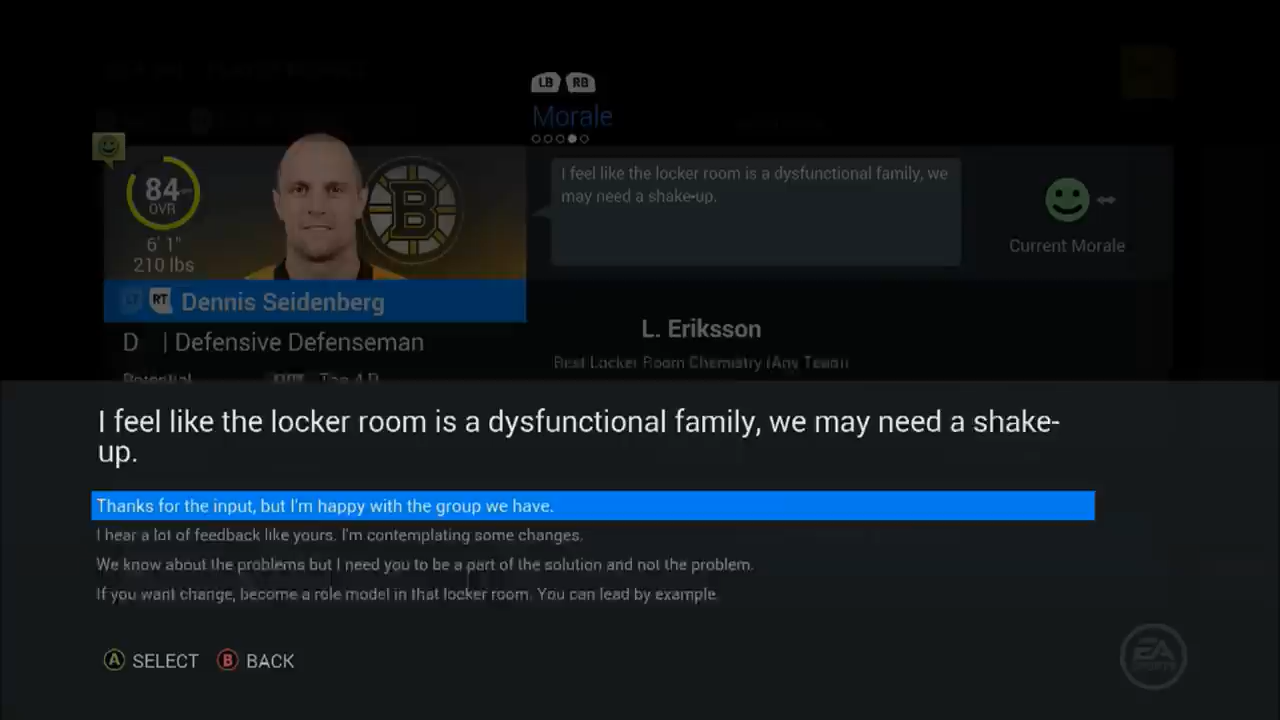 LB RB
Morale
84
OVR
6' 1"
210 lbs
I feel like the locker room is a dysfunctional family, we
may need a shake-up.
Current Morale
B
LT RT Dennis Seidenberg
D | Defensive Defenseman
L. Eriksson
Best Locker Room Chemistry (Any Team)
Potential
Top 4 D
I feel like the locker room is a dysfunctional family, we may need a shake-
up.
Thanks for the input, but I'm happy with the group we have.
I hear a lot of feedback like yours. I'm contemplating some changes.
We know about the problems but I need you to be a part of the solution and not the problem.
If you want change, become a role model in that locker room. You can lead by example.
A SELECT B BACK
EA
SPORTS